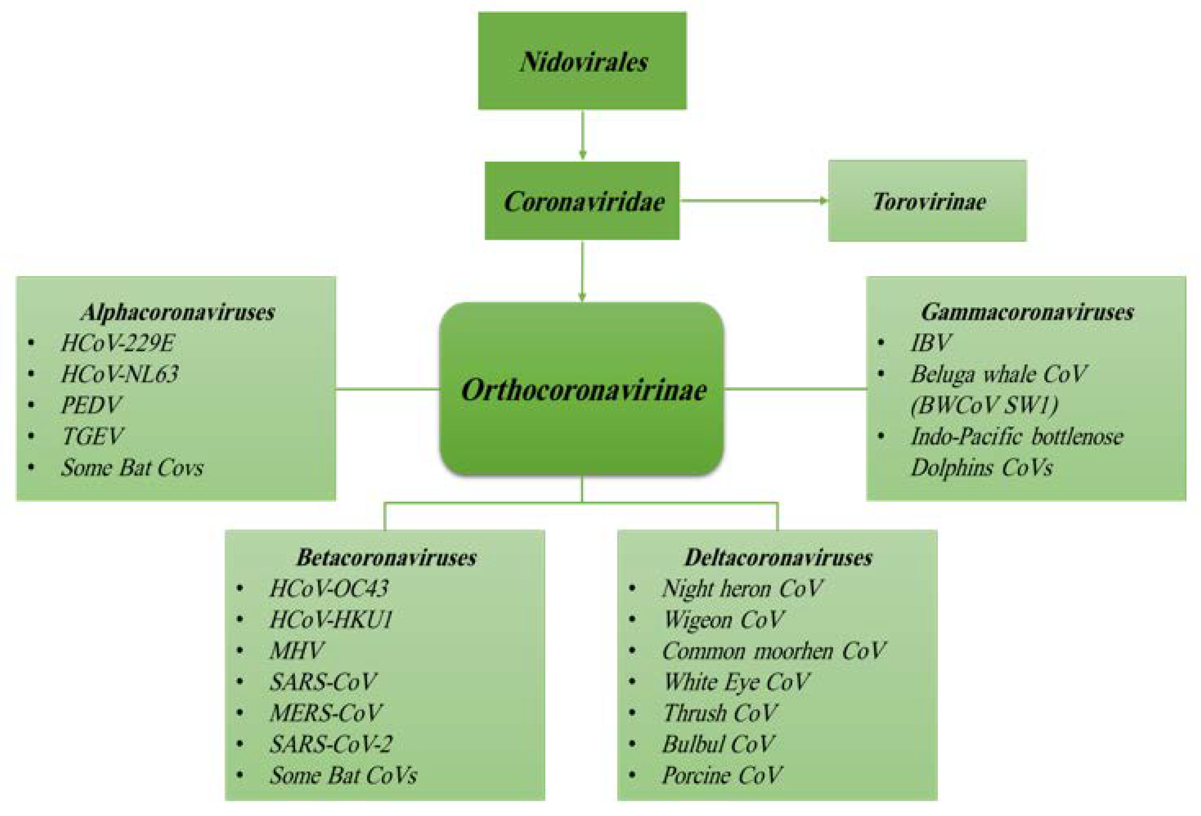 Nidovirales
Coronaviridae
Torovirinae
Orthocoronavirinae
Alphacoronaviruses
• HCoV-229E
• HCoV-NL63
• PEDV
• TGEV
• Some Bat Covs
Gammacoronaviruses
• IBV
• Beluga whale CoV
(BWCoV SW1)
• Indo-Pacific bottlenose
Dolphins CoVs
Betacoronaviruses
• HCoV-OC43
• HCoV-HKU1
• MHV
• SARS-CoV
• MERS-CoV
• SARS-CoV-2
• Some Bat CoVs
Deltacoronaviruses
• Night heron CoV
• Wigeon CoV
• Common moorhen CoV
• White Eye CoV
• Thrush CoV
• Bulbul CoV
• Porcine CoV